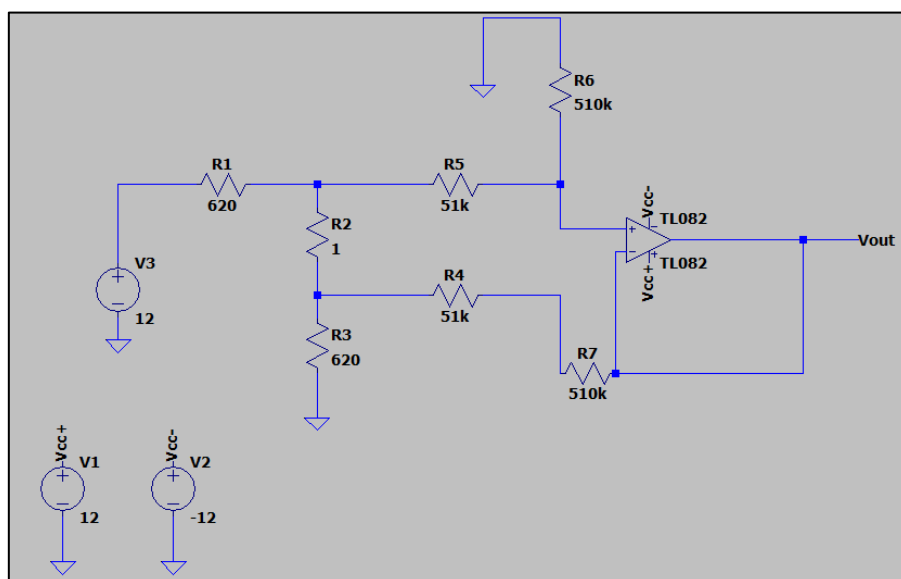 R6
510k
R1
620
R5
51k
R2
1
Vcc-
TL082
TL082
Vcc+
Vout
V3
12
R4
51k
R3
620
R7
510k
Vcc+
V1
12
Vcc-
V2
-12